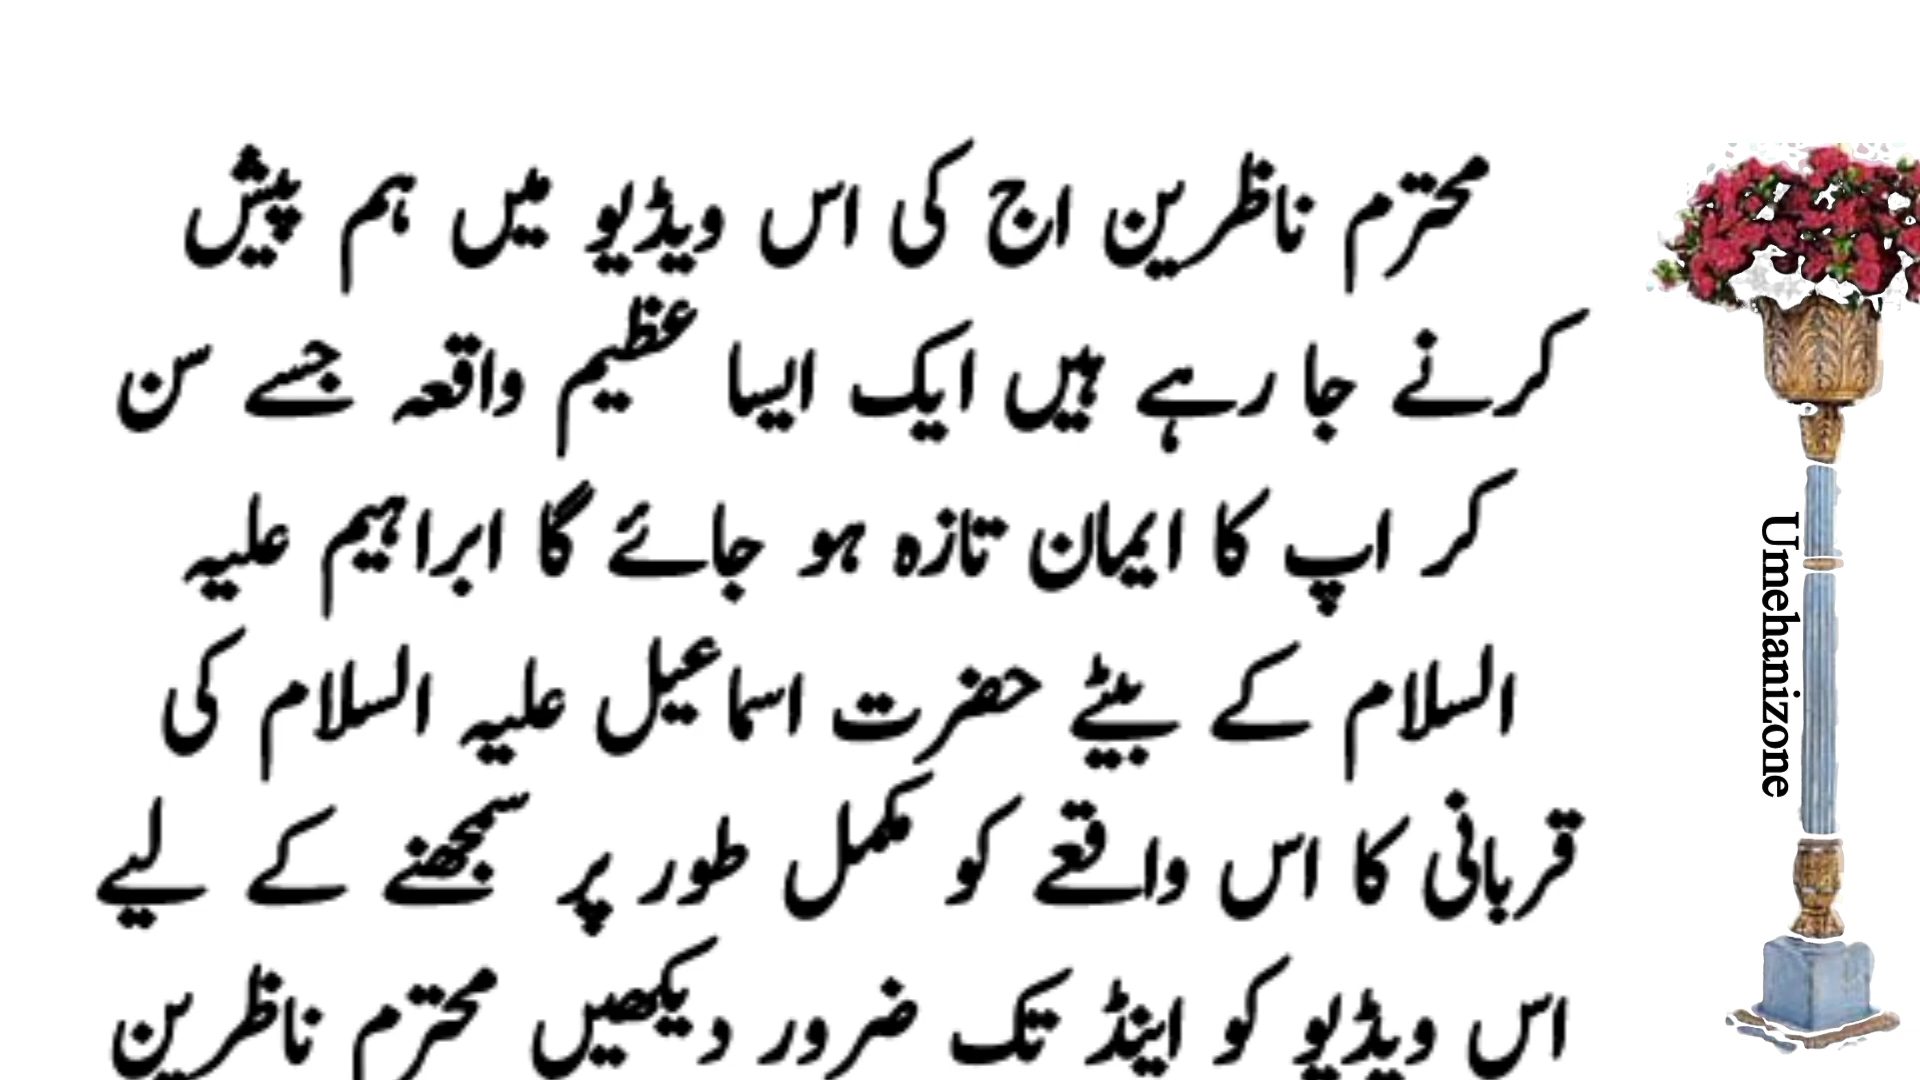 محترم ناظرین اج کی اس ویڈیو میں ہم پیش
کرنے جا رہے ہیں ایک ایسا عظیم واقعہ جسے سن
کر اپ کا ایمان تازہ ہو جائے گا ابراہیم علیہ
السلام کے بیٹے حضرت اسماعیل علیہ السلام کی
قربانی کا اس واقعے کو مکمل طور پر سمجھنے کے لیے
اس ویڈیو کو اینڈ تک ضرور دیکھیں محترم ناظرین
Umehanizone